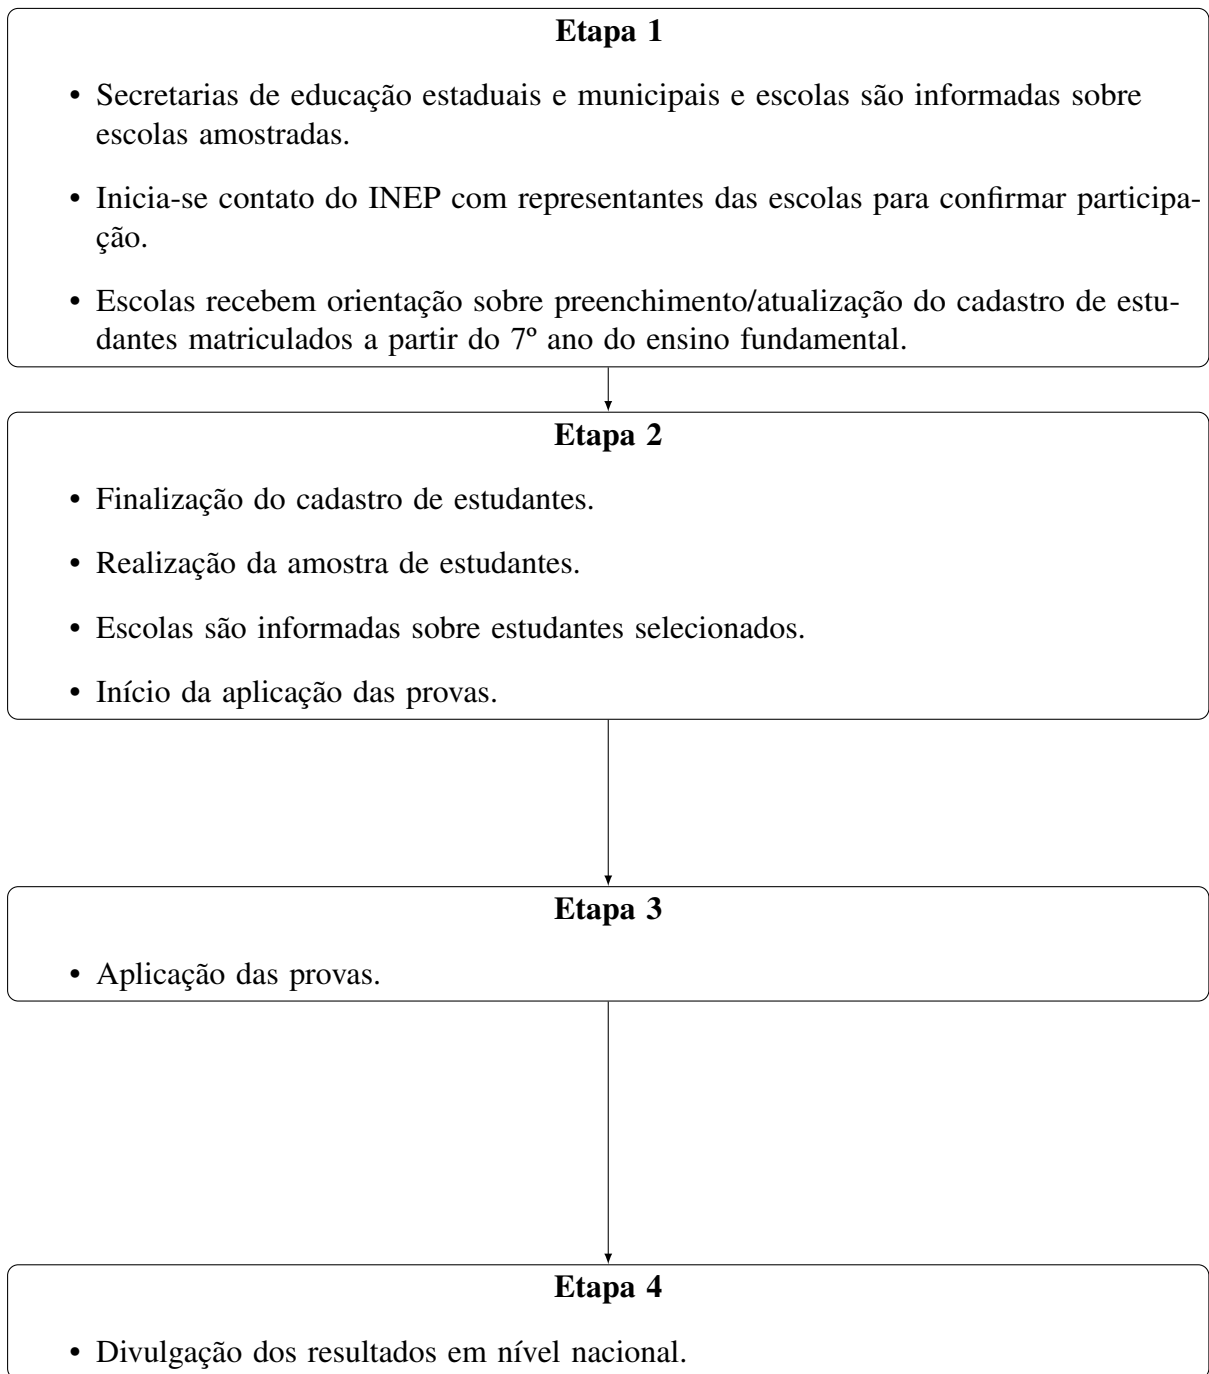 Etapa 1
• Secretarias de educação estaduais e municipais e escolas são informadas sobre
escolas amostradas.
• Inicia-se contato do INEP com representantes das escolas para confirmar participa-
ção.
• Escolas recebem orientação sobre preenchimento/atualização do cadastro de estu-
dantes matriculados a partir do 7º ano do ensino fundamental.
Etapa 2
• Finalização do cadastro de estudantes.
• Realização da amostra de estudantes.
• Escolas são informadas sobre estudantes selecionados.
• Início da aplicação das provas.
Etapa 3
• Aplicação das provas.
Etapa 4
• Divulgação dos resultados em nível nacional.